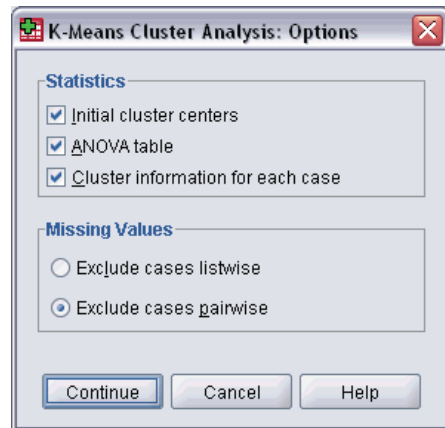 K-Means Cluster Analysis: Options
Statistics
Initial cluster centers
ANOVA table
Cluster information for each case
Missing Values
Exclude cases listwise
Exclude cases pairwise
Continue Cancel Help